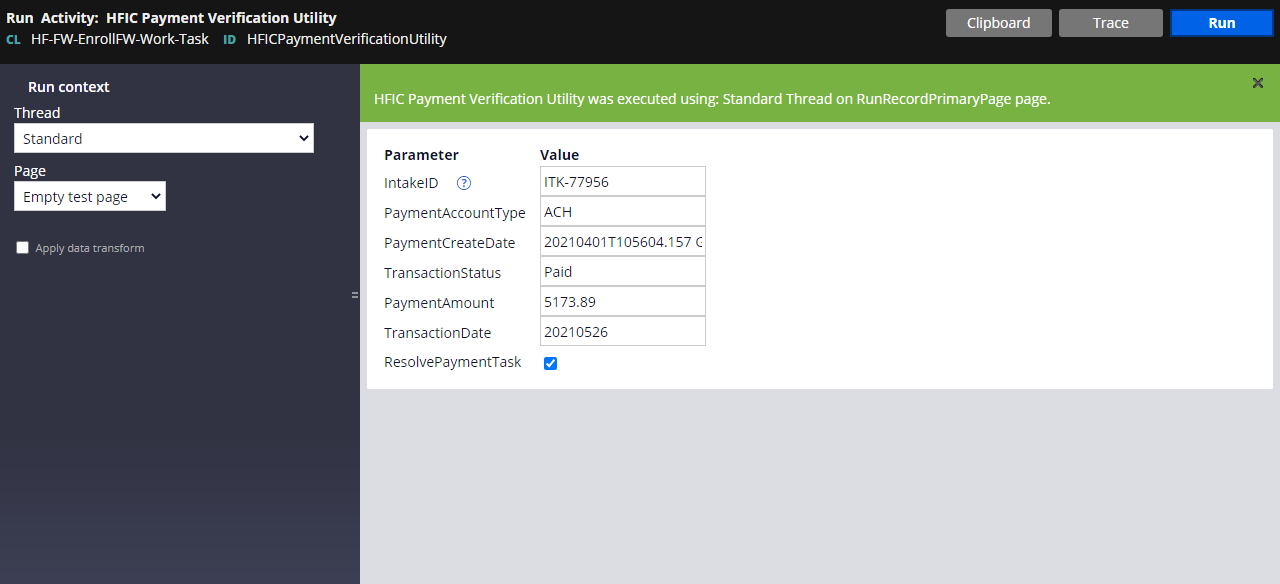 Run Activity: HFIC Payment Verification Utility
CL HF-FW-EnrollFW-Work-Task ID HFICPaymentVerificationUtility
Clipboard
Trace
Run
Run context
Thread
Standard
Page
Empty test page
Apply data transform
HFIC Payment Verification Utility was executed using: Standard Thread on RunRecordPrimaryPage page.
Parameter Value
IntakeID ? ITK-77956
PaymentAccountType ACH
PaymentCreateDate 20210401T105604.157 G
TransactionStatus Paid
PaymentAmount 5173.89
TransactionDate 20210526
ResolvePaymentTask